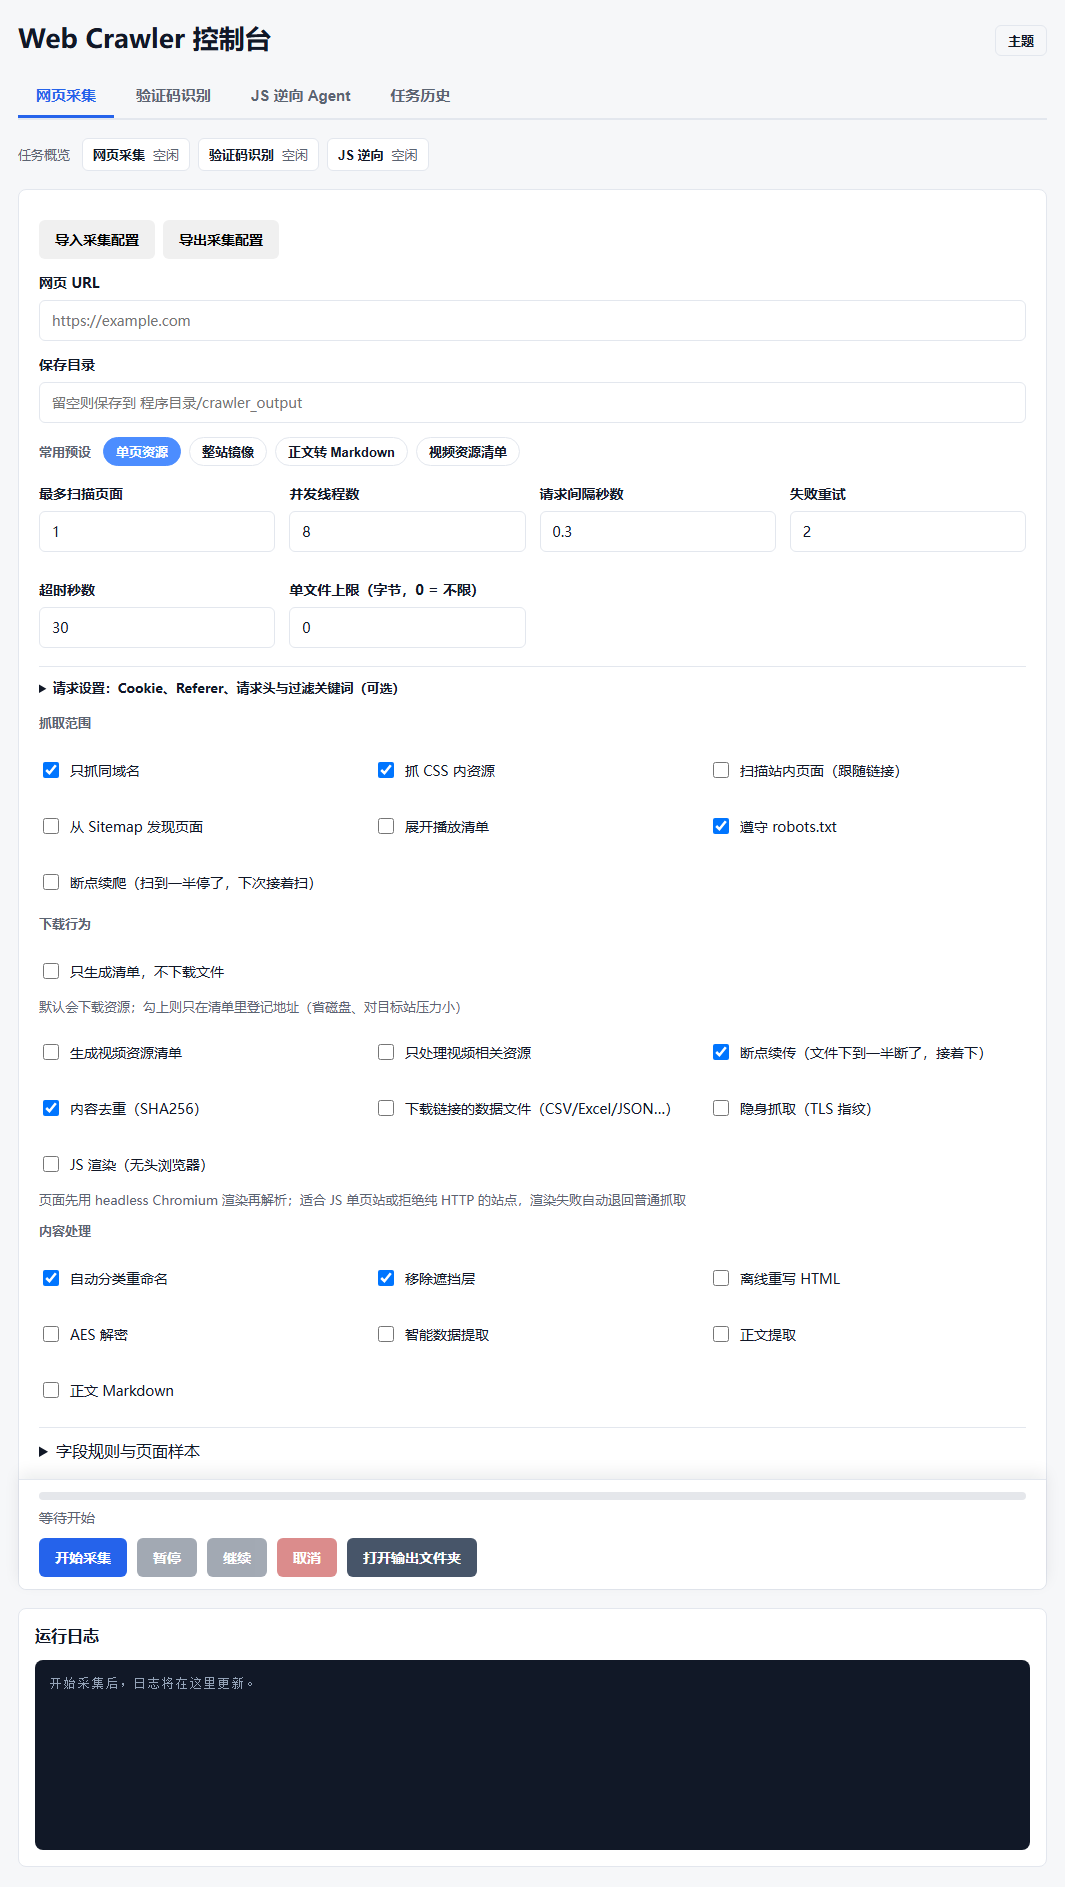 Web Crawler 控制台
主题
网页采集 验证码识别 JS 逆向 Agent 任务历史
任务概览 网页采集 空闲 验证码识别 空闲 JS 逆向 空闲
导入采集配置 导出采集配置
网页 URL
https://example.com
保存目录
留空则保存到 程序目录/crawler_output
常用预设 单页资源 整站镜像 正文转 Markdown 视频资源清单
最多扫描页面 并发线程数 请求间隔秒数 失败重试
1 8 0.3 2
超时秒数 单文件上限（字节，0 = 不限）
30 0
请求设置：Cookie、Referer、请求头与过滤关键词（可选）
抓取范围
只抓同域名 抓 CSS 内资源 扫描站内页面（跟随链接）
从 Sitemap 发现页面 展开播放清单 遵守 robots.txt
断点续爬（扫到一半停了，下次接着扫）
下载行为
只生成清单，不下载文件
默认会下载资源；勾上则只在清单里登记地址（省磁盘、对目标站压力小）
生成视频资源清单 只处理视频相关资源 断点续传（文件下到一半断了，接着下）
内容去重（SHA256） 下载链接的数据文件（CSV/Excel/JSON...） 隐身抓取（TLS 指纹）
JS 渲染（无头浏览器）
页面先用 headless Chromium 渲染再解析；适合 JS 单页站或拒绝纯 HTTP 的站点，渲染失败自动退回普通抓取
内容处理
自动分类重命名 移除遮挡层 离线重写 HTML
AES 解密 智能数据提取 正文提取
正文 Markdown
字段规则与页面样本
等待开始
开始采集 暂停 继续 取消 打开输出文件夹
运行日志
开始采集后，日志将在这里更新。